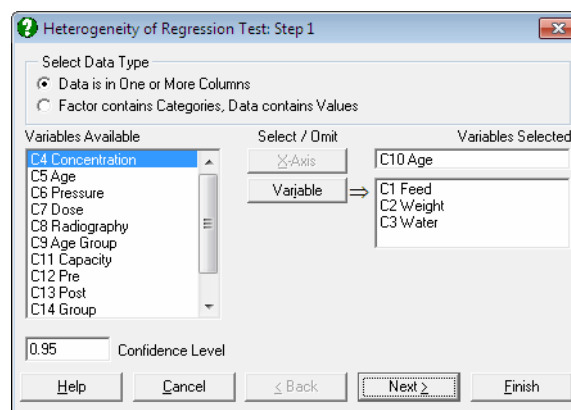 Heterogeneity of Regression Test: Step 1
Select Data Type
Data is in One or More Columns
Factor contains Categories, Data contains Values
Variables Available
Select / Omit
Variables Selected
C4 Concentration
C5 Age
C6 Pressure
C7 Dose
C8 Radiography
C9 Age Group
C11 Capacity
C12 Pre
C13 Post
C14 Group
X-Axis
Variable
C10 Age
C1 Feed
C2 Weight
C3 Water
0.95 Confidence Level
Help Cancel < Back Next > Finish